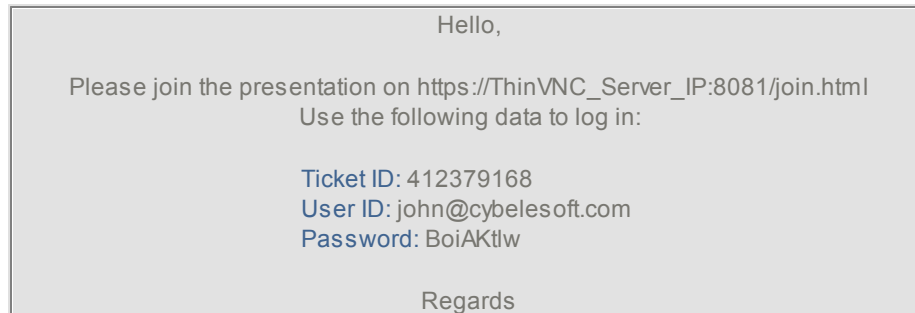 Hello,
Please join the presentation on https://ThinVNC_Server_IP:8081/join.html
Use the following data to log in:
Ticket ID: 412379168
User ID: john@cybelesoft.com
Password: BoiAKtlw
Regards